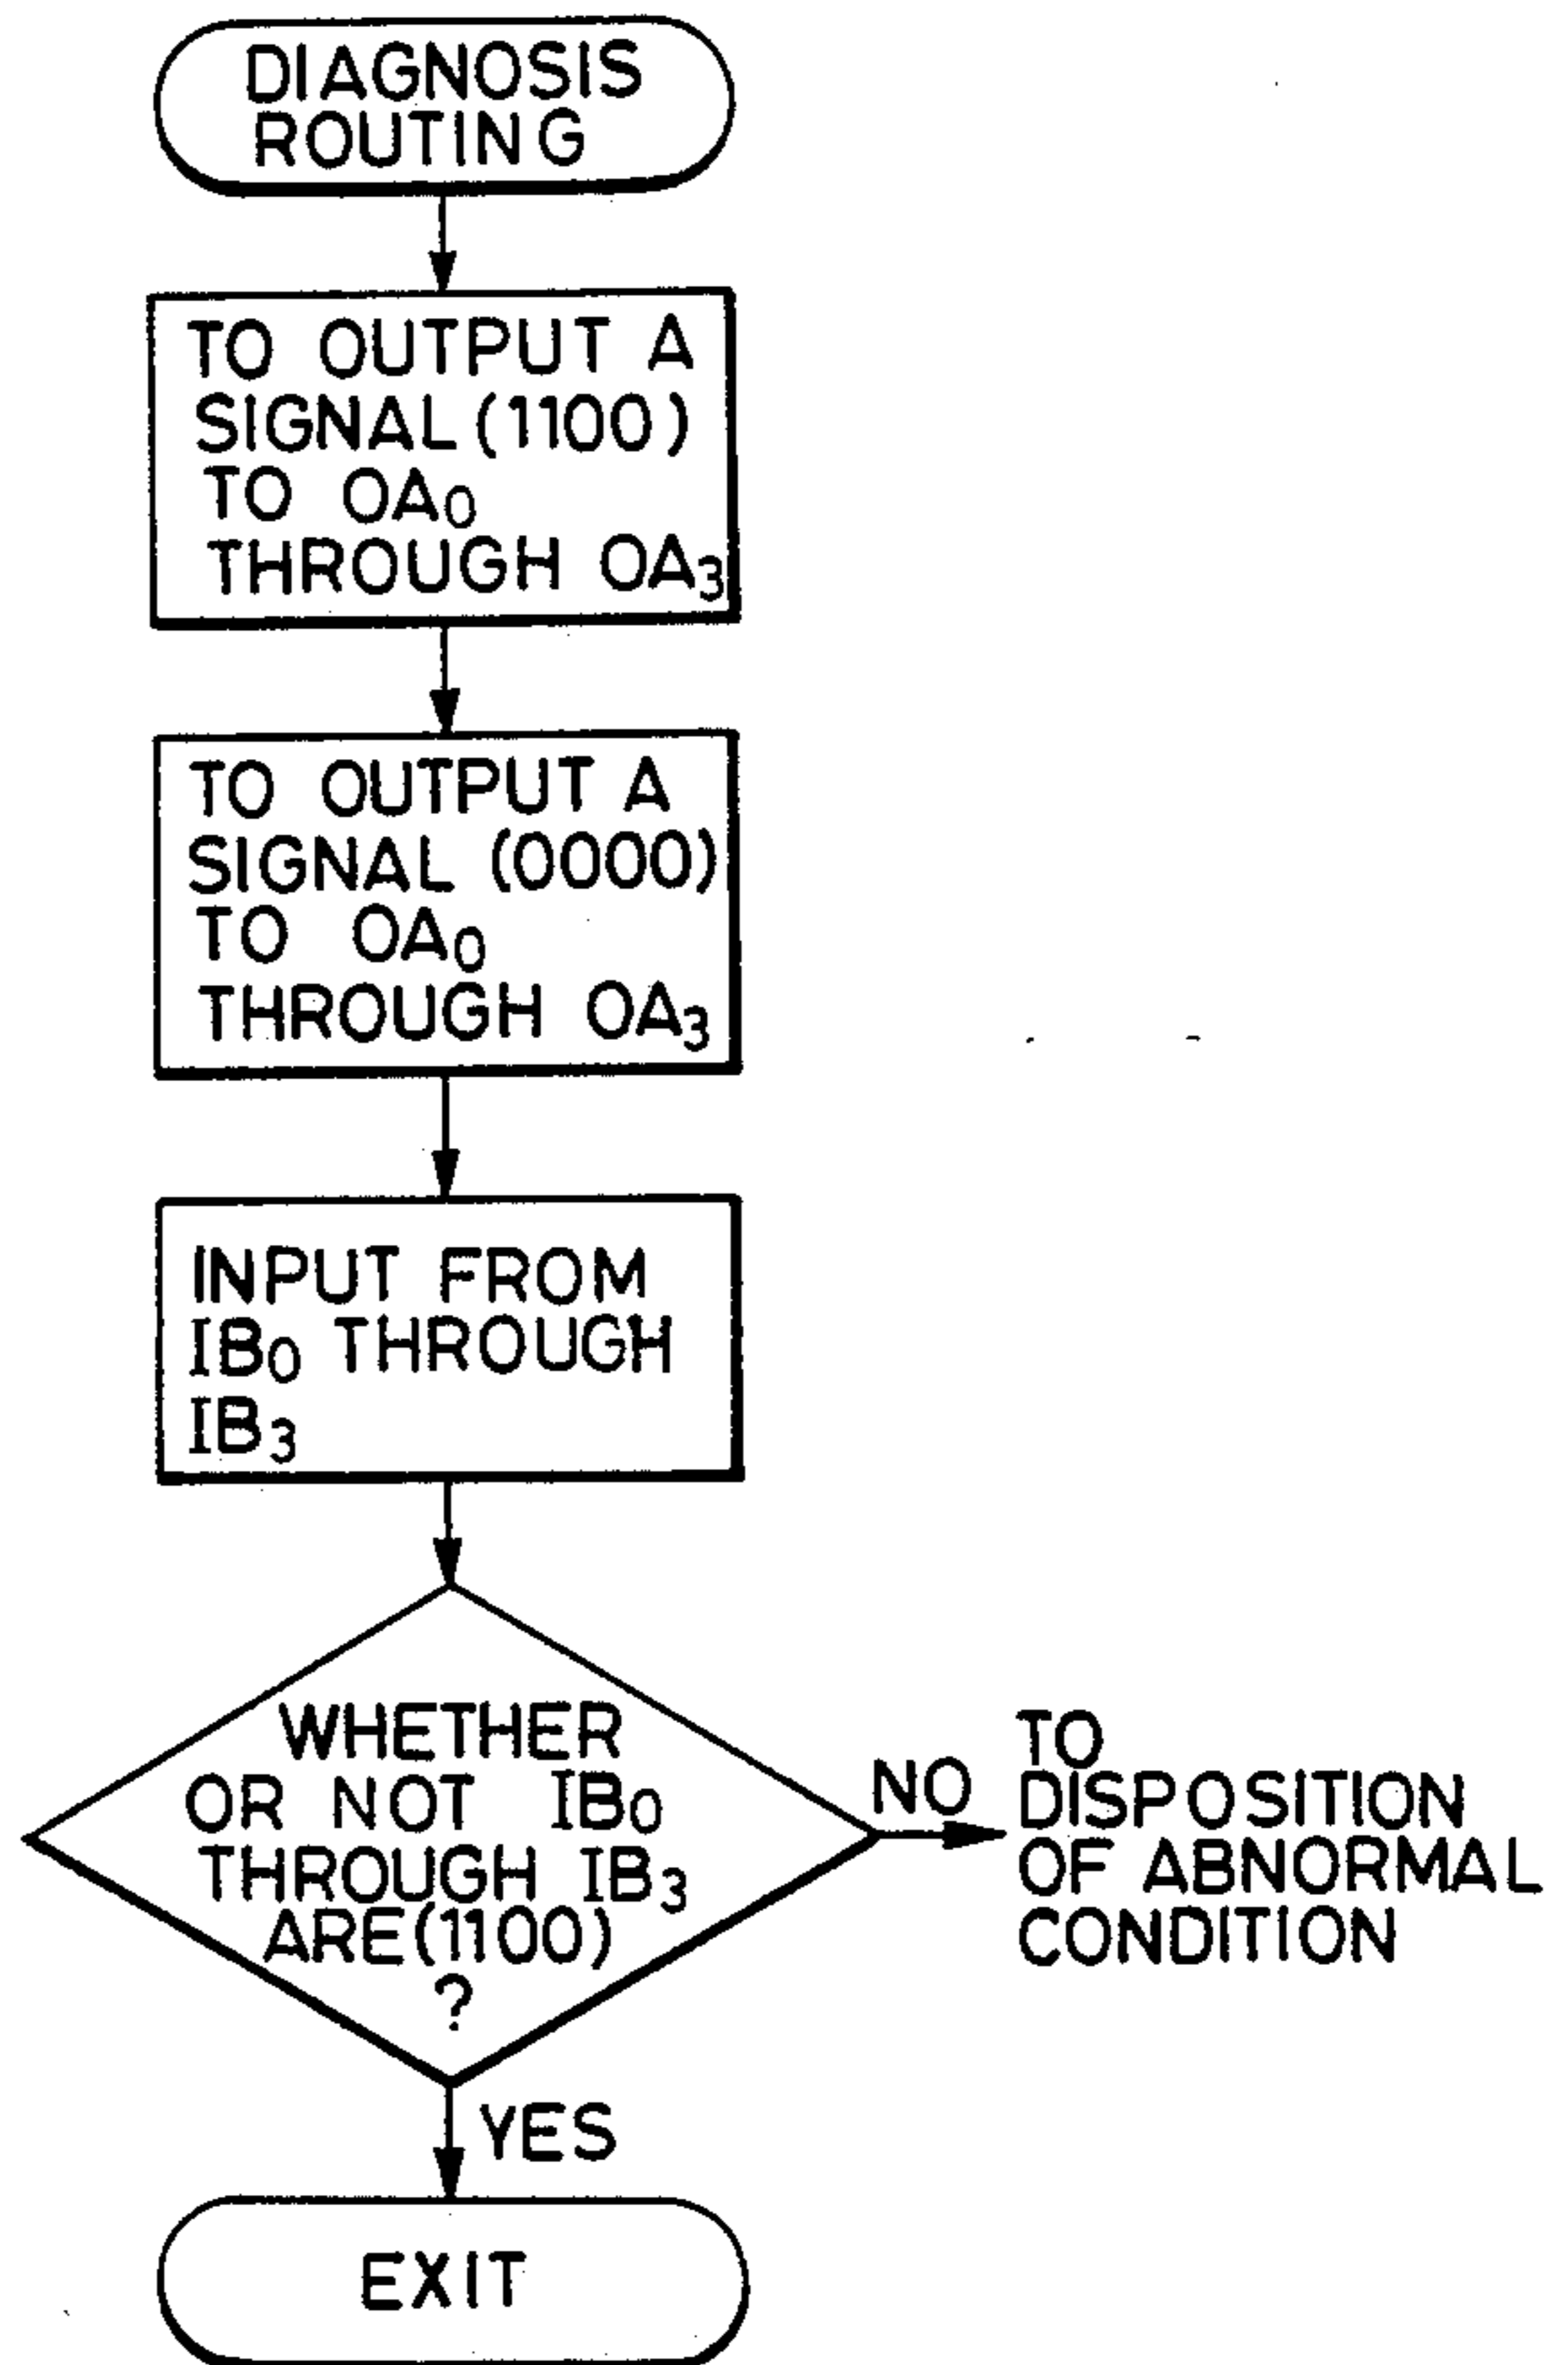 DIAGNOSIS
ROUTING
TO OUTPUT A
SIGNAL (1100)
TO OA₀
THROUGH OA₃
TO OUTPUT A
SIGNAL (0000)
TO OA₀
THROUGH OA₃
INPUT FROM
IB₀ THROUGH
IB₃
WHETHER
OR NOT IB₀
THROUGH IB₃
ARE (1100)
?
NO
TO
DISPOSITION
OF ABNORMAL
CONDITION
YES
EXIT